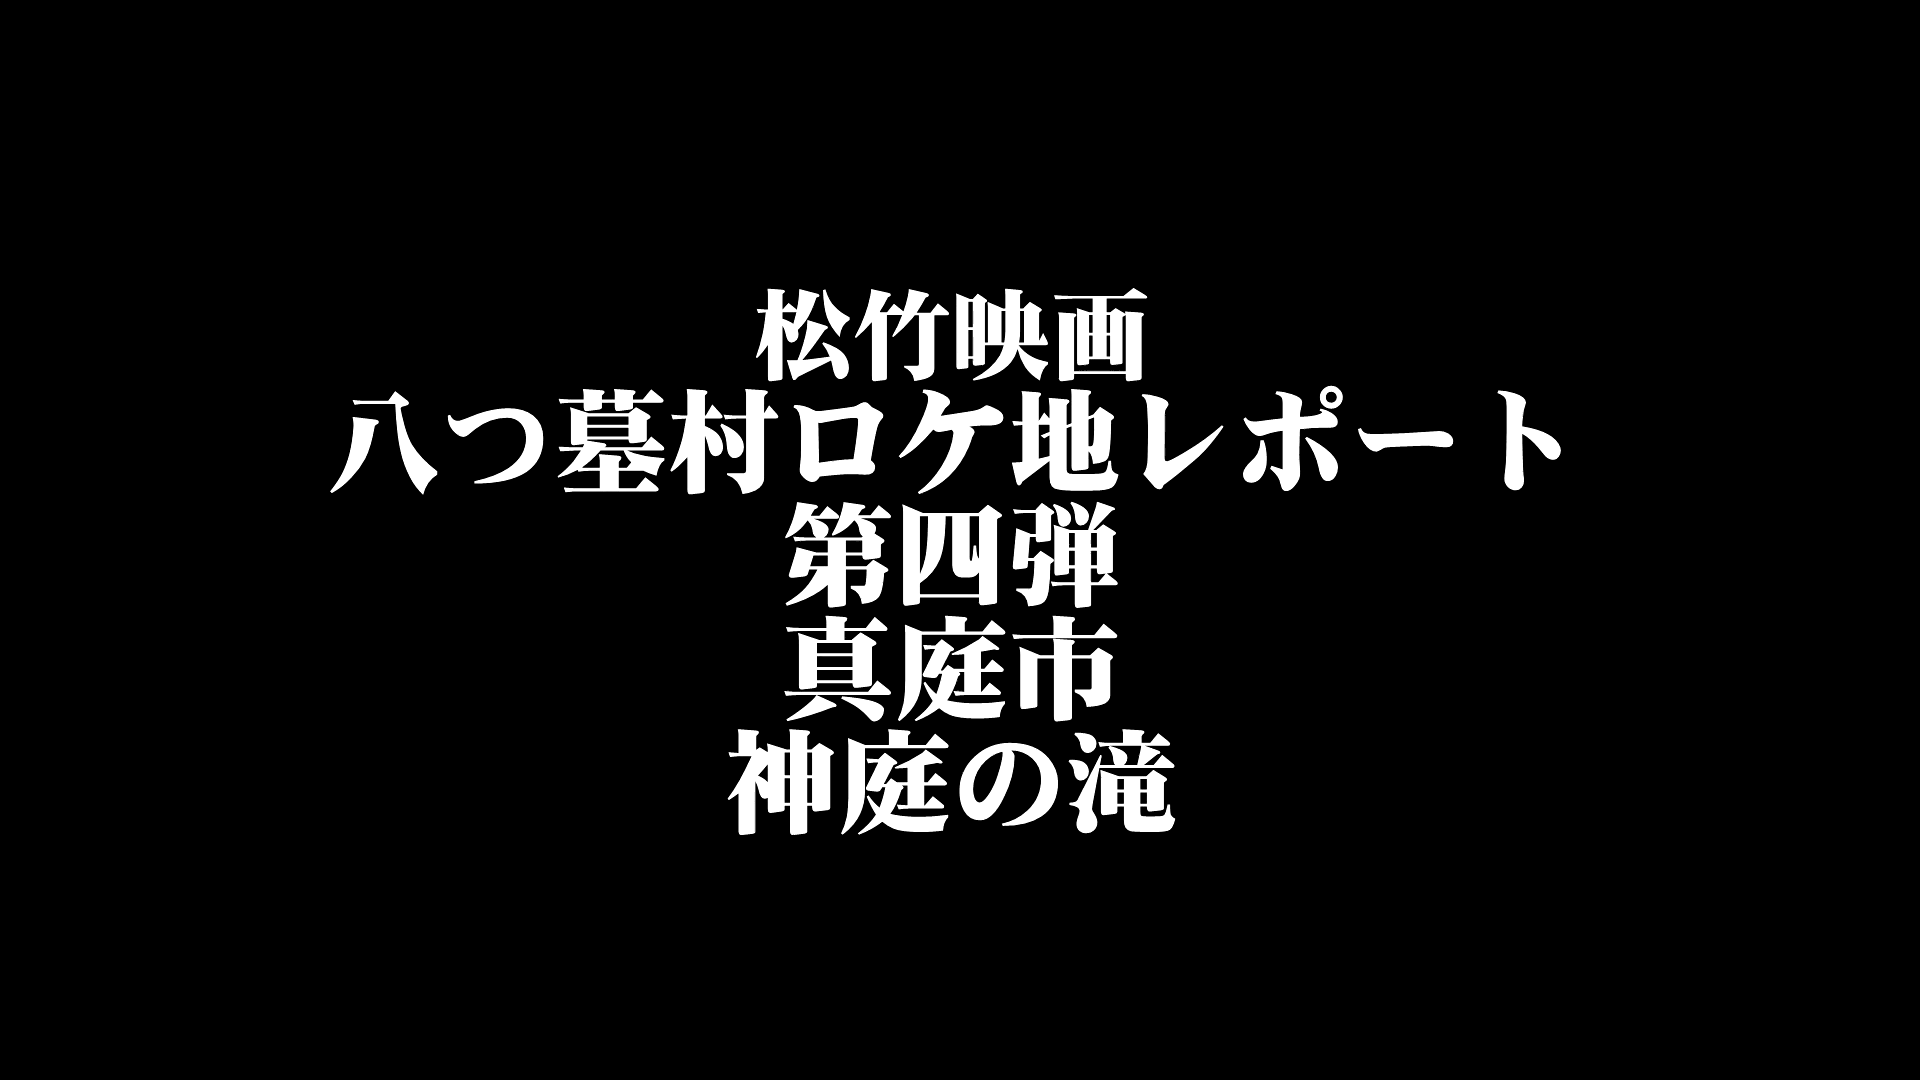 松竹映画
八つ墓村ロケ地レポート
第四弾
真庭市
神庭の滝